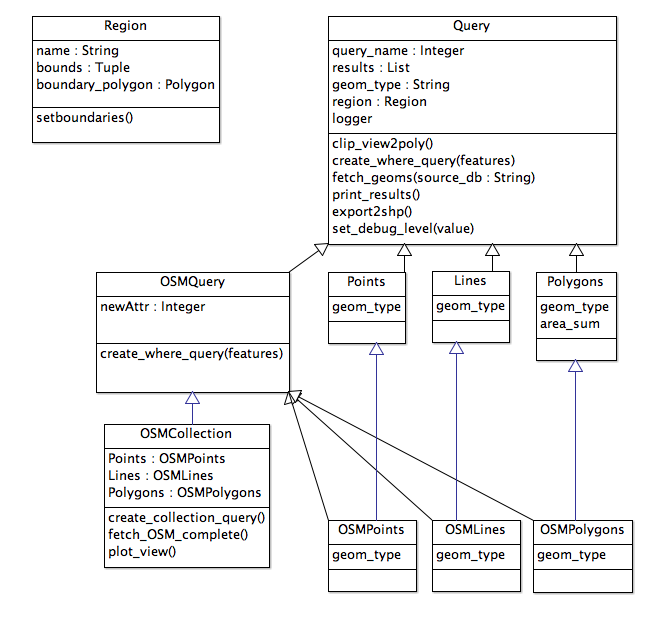 Region
name : String
bounds : Tuple
boundary_polygon : Polygon
setboundaries()
Query
query_name : Integer
results : List
geom_type : String
region : Region
logger
clip_view2poly()
create_where_query(features)
fetch_geoms(source_db : String)
print_results()
export2shp()
set_debug_level(value)
OSMQuery
newAttr : Integer
create_where_query(features)
Points
geom_type
Lines
geom_type
Polygons
geom_type
area_sum
OSMCollection
Points : OSMPoints
Lines : OSMLines
Polygons : OSMPolygons
create_collection_query()
fetch_OSM_complete()
plot_view()
OSMPoints
geom_type
OSMLines
geom_type
OSMPolygons
geom_type